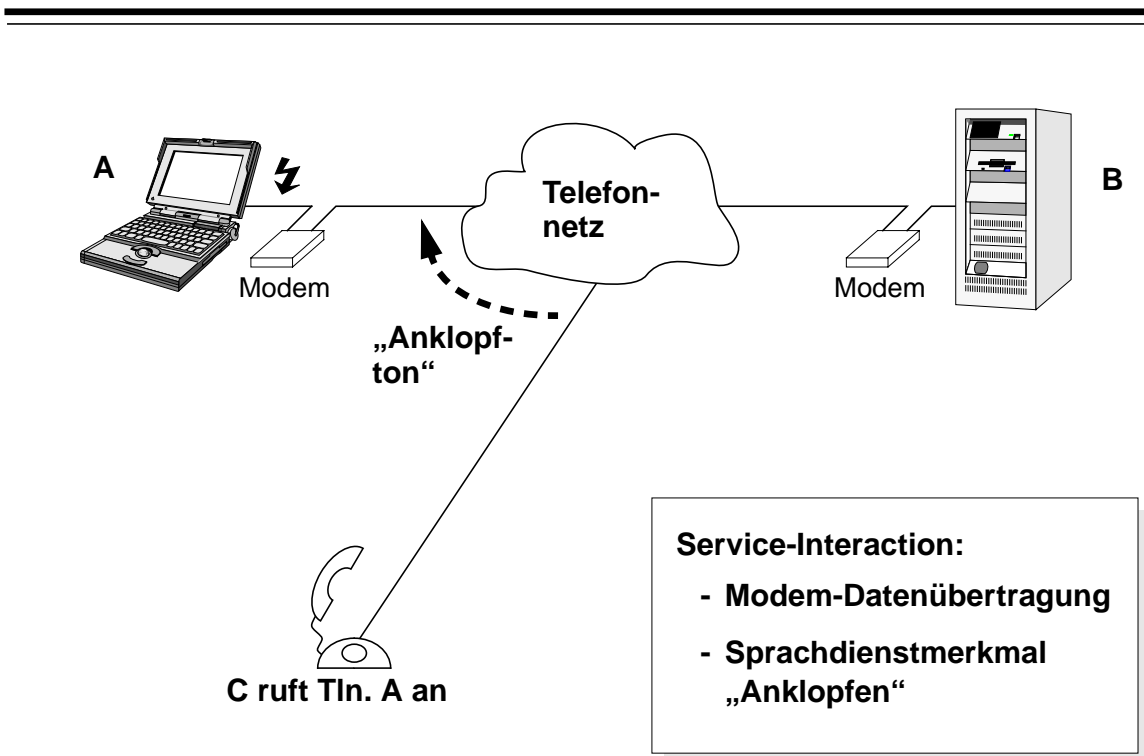 A
Telefon-
netz
B
Modem
Modem
„Anklopf-
ton“
C ruft Tln. A an
Service-Interaction:
- Modem-Datenübertragung
- Sprachdienstmerkmal
„Anklopfen“